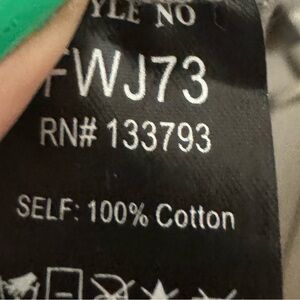 YLE NO
FWJ73
RN# 133793
SELF: 100% Cotton